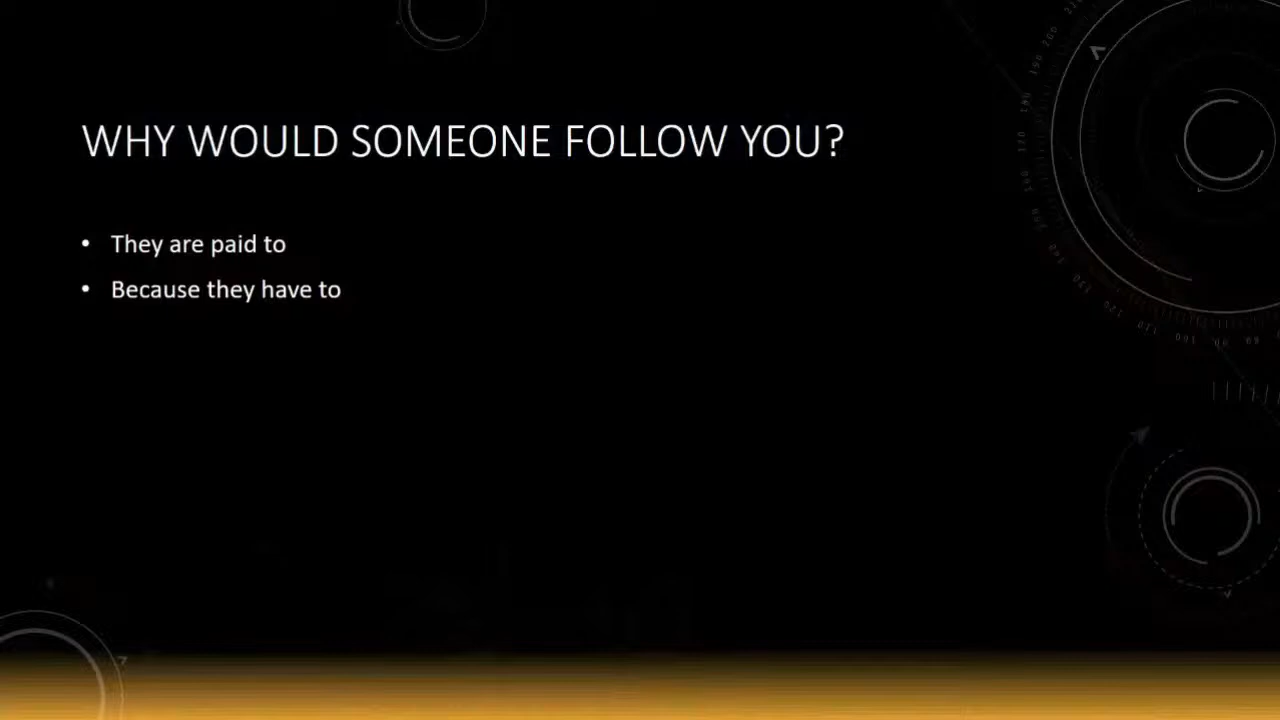 WHY WOULD SOMEONE FOLLOW YOU?
• They are paid to
• Because they have to